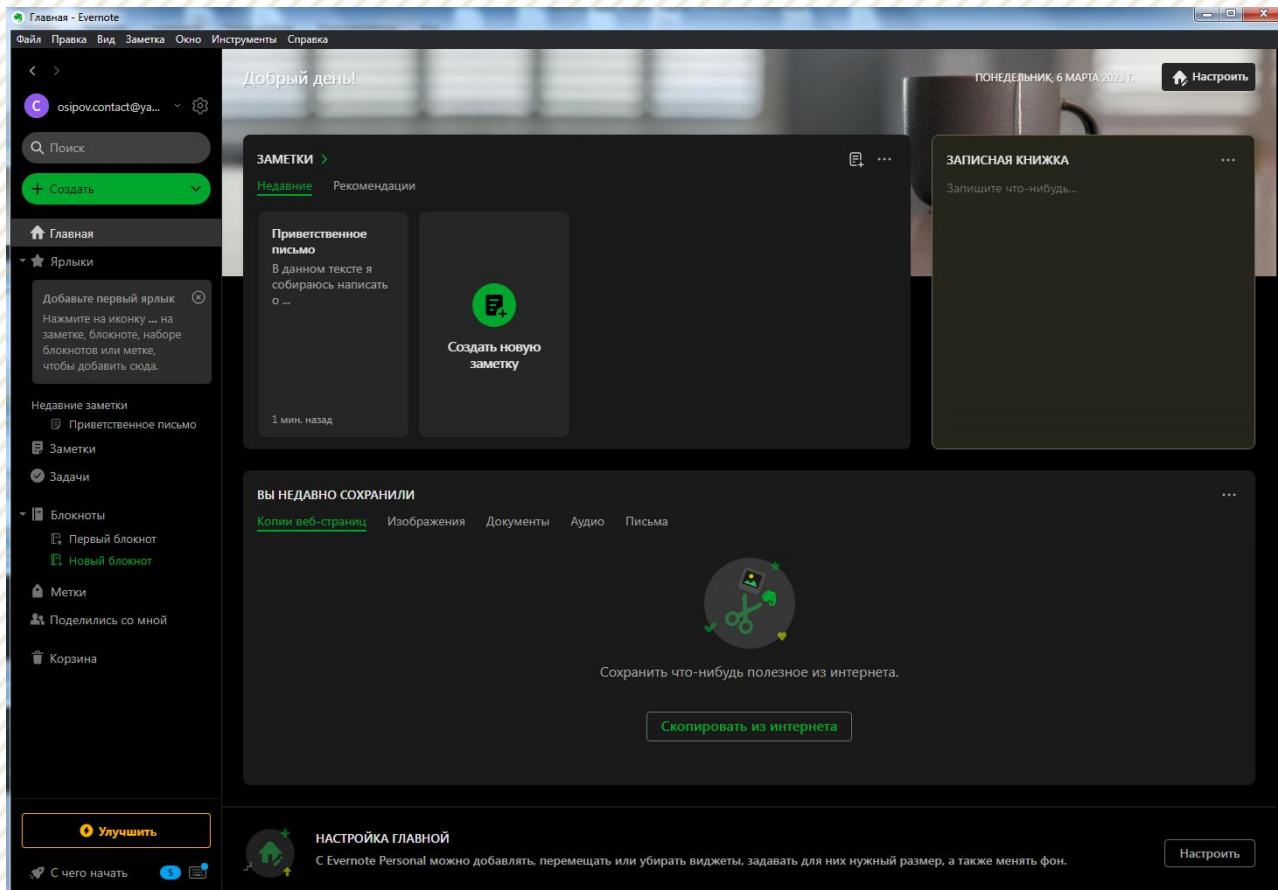 Главная - Evernote
Файл Правка Вид Заметка Окно Инструменты Справка
C osipov.contact@ya...
Поиск
Создать
Главная
Ярлыки
Добавьте первый ярлык
Нажмите на иконку ... на
заметке, блокноте, наборе
блокнотов или метке,
чтобы добавить сюда.
Недавние заметки
Приветственное письмо
Заметки
Задачи
Блокноты
Первый блокнот
Новый блокнот
Метки
Поделились со мной
Корзина
Улучшить
С чего начать 5
Добрый день!
ПОНЕДЕЛЬНИК, 6 МАРТА 2023 Г.
Настроить
ЗАМЕТКИ
Недавние Рекомендации
Приветственное
письмо
В данном тексте я
собираюсь написать
о ...
1 мин. назад
Создать новую
заметку
ЗАПИСНАЯ КНИЖКА
Запишите что-нибудь...
ВЫ НЕДАВНО СОХРАНИЛИ
Копии веб-страниц Изображения Документы Аудио Письма
Сохранить что-нибудь полезное из интернета.
Скопировать из интернета
НАСТРОЙКА ГЛАВНОЙ
С Evernote Personal можно добавлять, перемещать или убирать виджеты, задавать для них нужный размер, а также менять фон.
Настроить